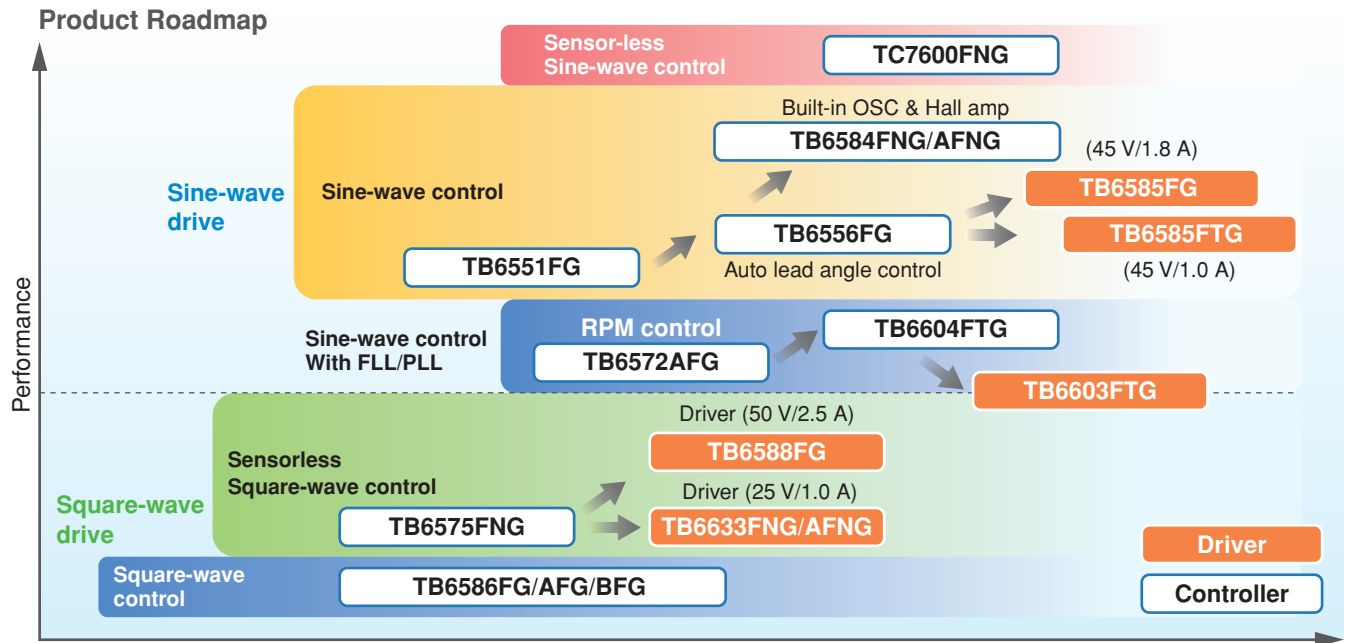 Product Roadmap
Sensor-less
Sine-wave control
TC7600FNG
Built-in OSC & Hall amp
TB6584FNG/AFNG
(45 V/1.8 A)
Sine-wave
drive
Sine-wave control
TB6585FG
TB6556FG
TB6585FTG
TB6551FG
Auto lead angle control
(45 V/1.0 A)
Performance
Sine-wave control
With FLL/PLL
RPM control
TB6604FTG
TB6572AFG
TB6603FTG
Driver (50 V/2.5 A)
Sensorless
Square-wave control
TB6588FG
Driver (25 V/1.0 A)
Square-wave
drive
TB6575FNG
TB6633FNG/AFNG
Driver
Square-wave
control
TB6586FG/AFG/BFG
Controller